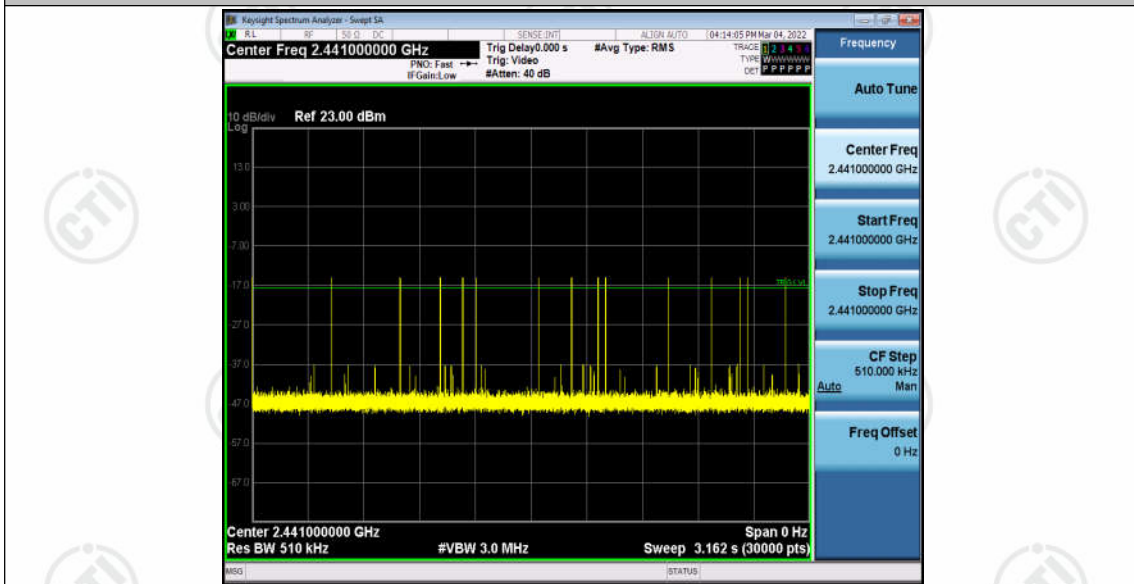 Keysight Spectrum Analyzer - Swept SA
RL RF 50 Ω DC SENSE:INT ALIGN AUTO 04:14:05 PM Mar 04, 2022
Center Freq 2.441000000 GHz
PNO: Fast
IFGain:Low
Trig Delay0.000 s
Trig: Video
#Atten: 40 dB
#Avg Type: RMS
TRACE 1 2 3 4 5 6
TYPE WWWWWW
DET P P P P P P
Frequency
Auto Tune
Center Freq
2.441000000 GHz
Start Freq
2.441000000 GHz
Stop Freq
2.441000000 GHz
CF Step
510.000 kHz
Auto Man
Freq Offset
0 Hz
10 dB/div Ref 23.00 dBm
Log
13.0
3.00
-7.00
-17.0
TRIG LVL
-27.0
-37.0
-47.0
-57.0
-67.0
Center 2.441000000 GHz Span 0 Hz
Res BW 510 kHz #VBW 3.0 MHz Sweep 3.162 s (30000 pts)
MSG STATUS
CTI
CTI